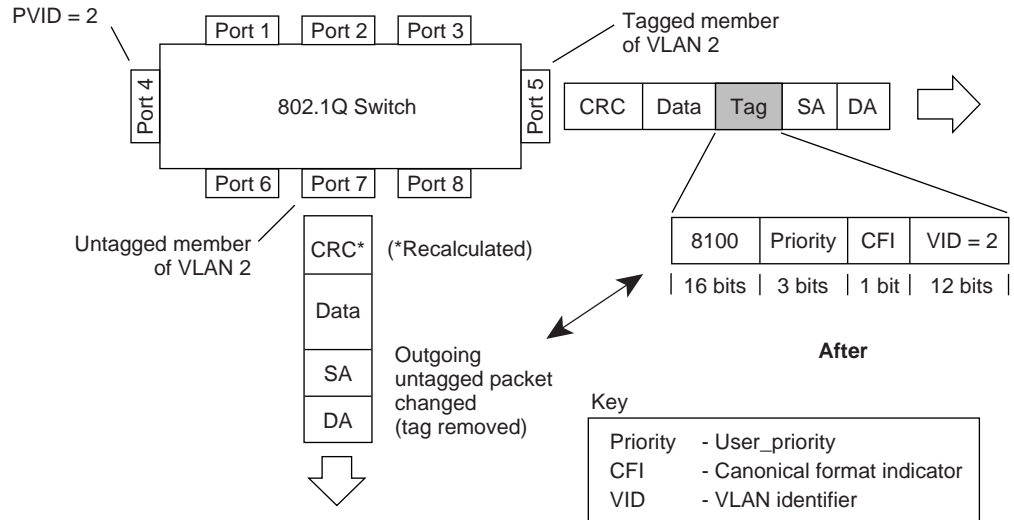 PVID = 2
Port 1
Port 2
Port 3
Tagged member
of VLAN 2
Port 4
802.1Q Switch
Port 5
CRC
Data
Tag
SA
DA
Port 6
Port 7
Port 8
Untagged member
of VLAN 2
CRC*
(*Recalculated)
8100
Priority
CFI
VID = 2
16 bits
3 bits
1 bit
12 bits
Data
After
SA
DA
Outgoing
untagged packet
changed
(tag removed)
Key
Priority - User_priority
CFI - Canonical format indicator
VID - VLAN identifier